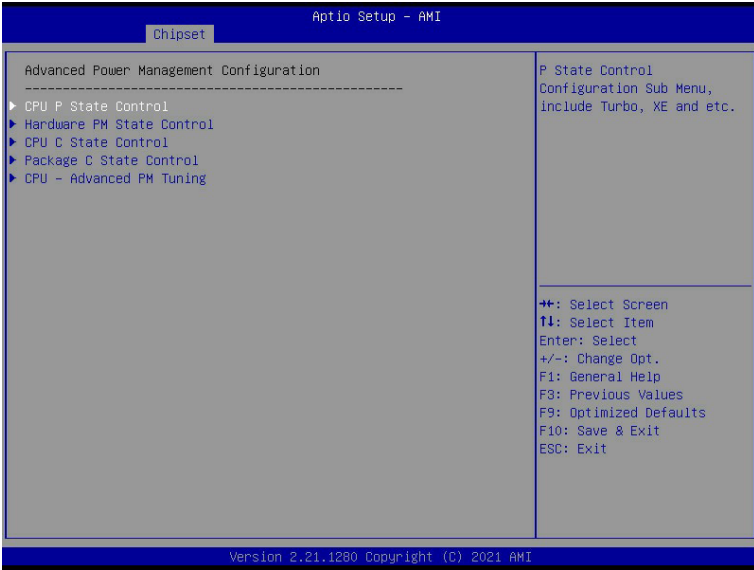 Aptio Setup – AMI
Chipset
Advanced Power Management Configuration
--------------------------------------------------
CPU P State Control
Hardware PM State Control
CPU C State Control
Package C State Control
CPU – Advanced PM Tuning
P State Control
Configuration Sub Menu,
include Turbo, XE and etc.
→←: Select Screen
↑↓: Select Item
Enter: Select
+/-: Change Opt.
F1: General Help
F3: Previous Values
F9: Optimized Defaults
F10: Save & Exit
ESC: Exit
Version 2.21.1280 Copyright (C) 2021 AMI